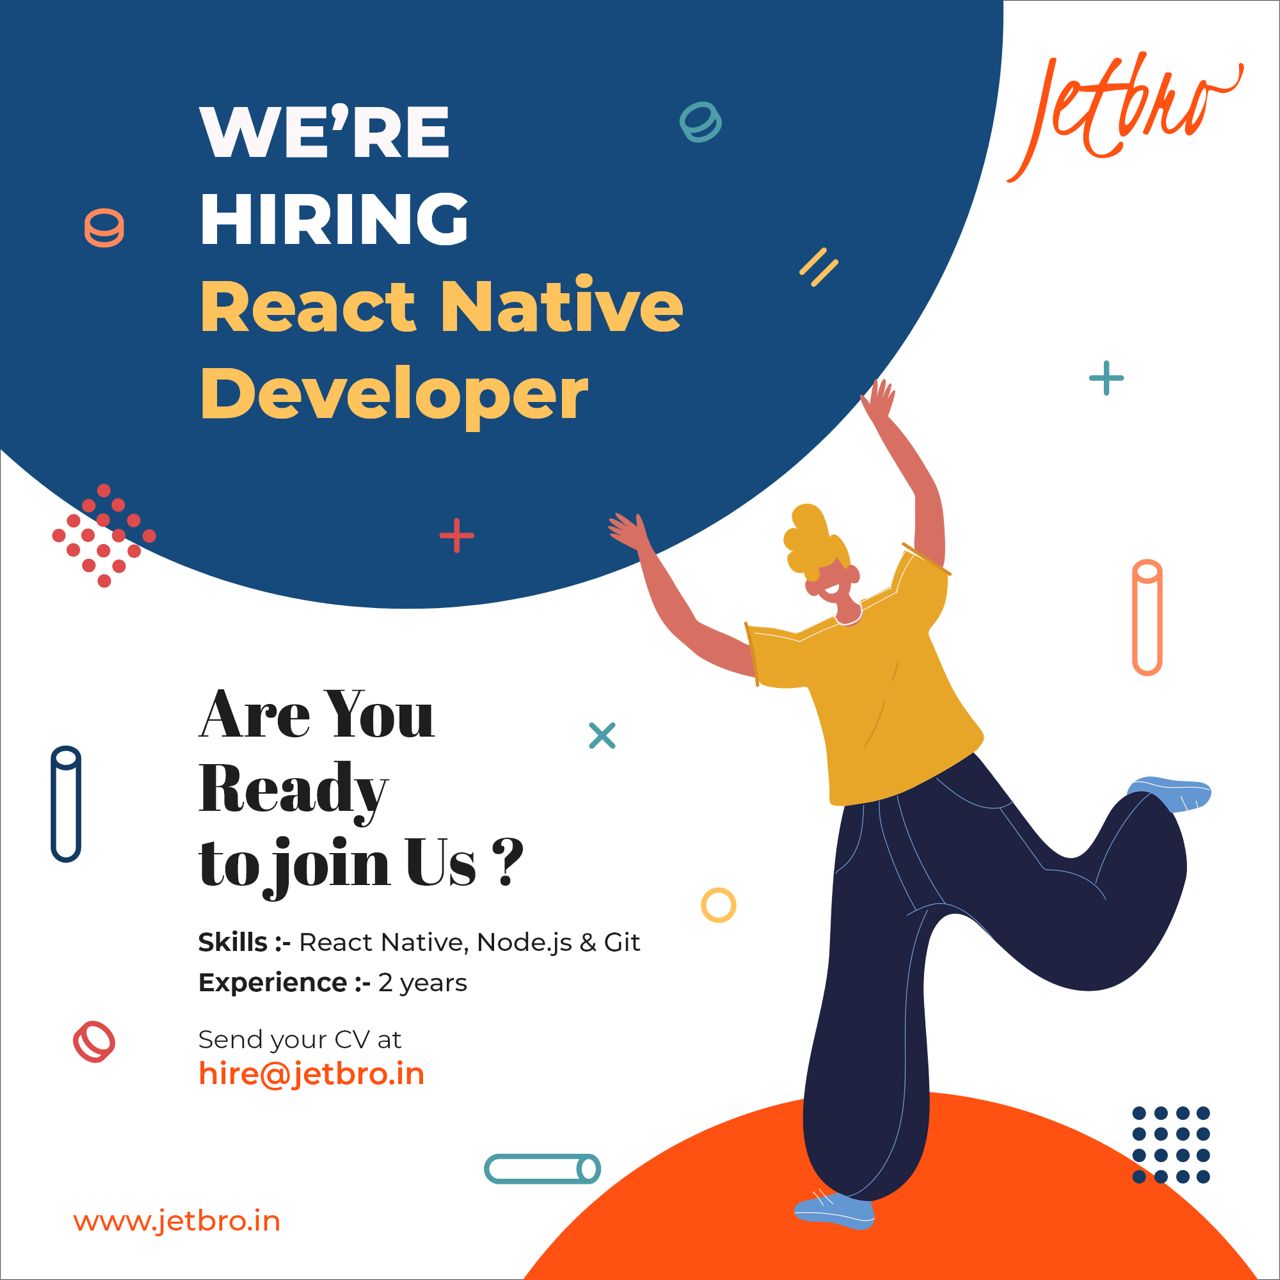 jetbro
WE’RE
HIRING
React Native
Developer
Are You
Ready
to join Us ?
Skills :- React Native, Node.js & Git
Experience :- 2 years
Send your CV at
hire@jetbro.in
www.jetbro.in